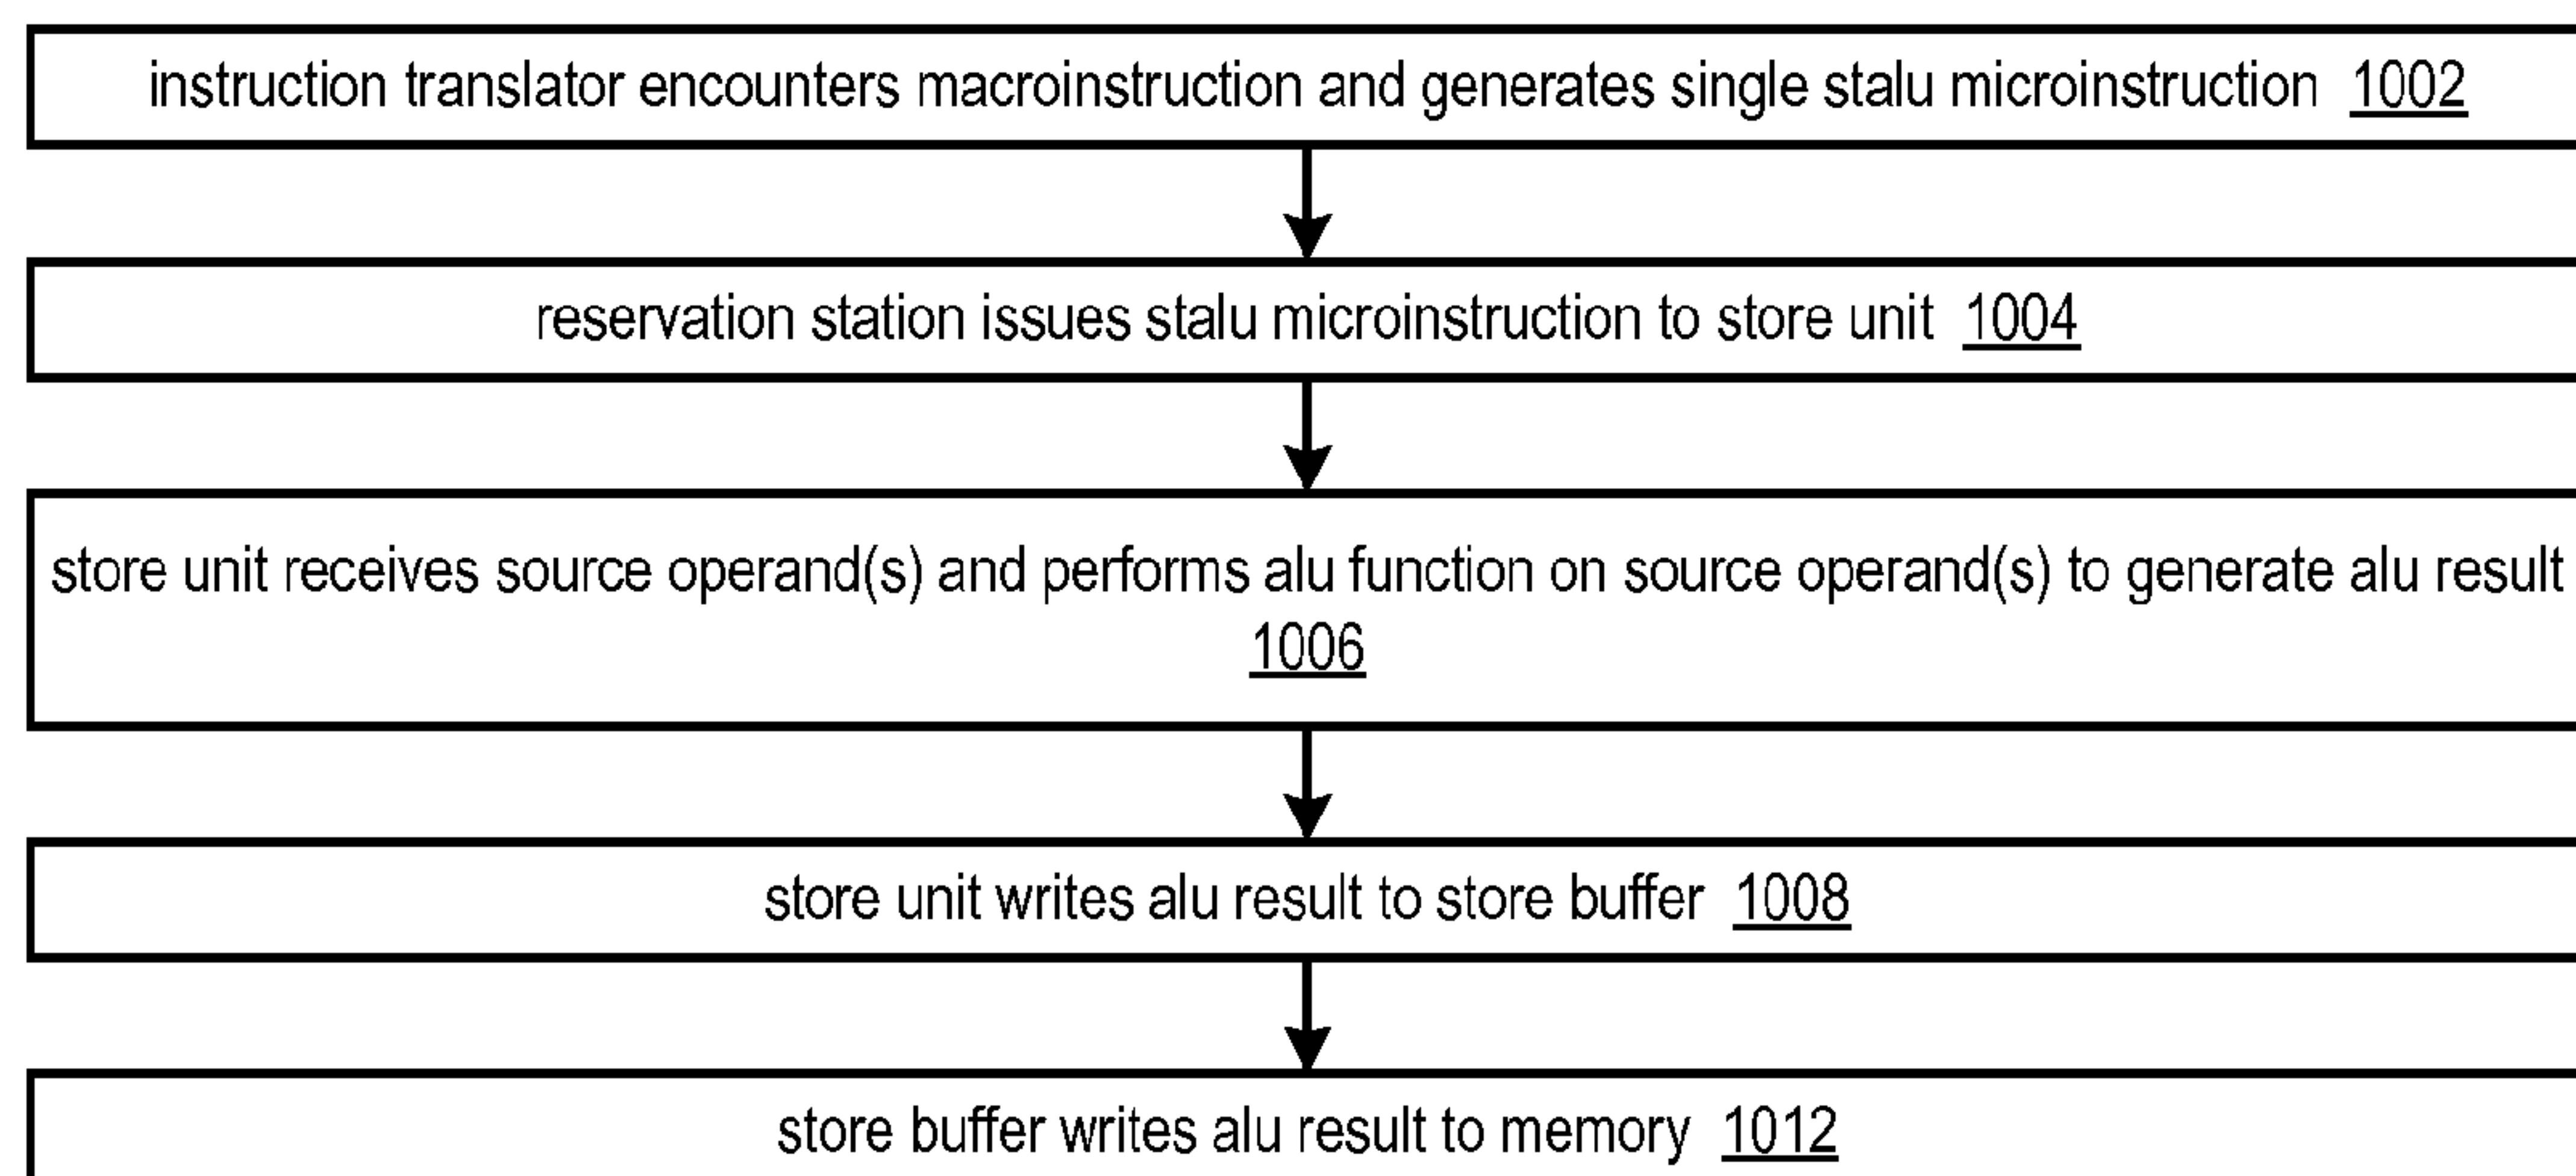 instruction translator encounters macroinstruction and generates single stalu microinstruction 1002
reservation station issues stalu microinstruction to store unit 1004
store unit receives source operand(s) and performs alu function on source operand(s) to generate alu result
1006
store unit writes alu result to store buffer 1008
store buffer writes alu result to memory 1012